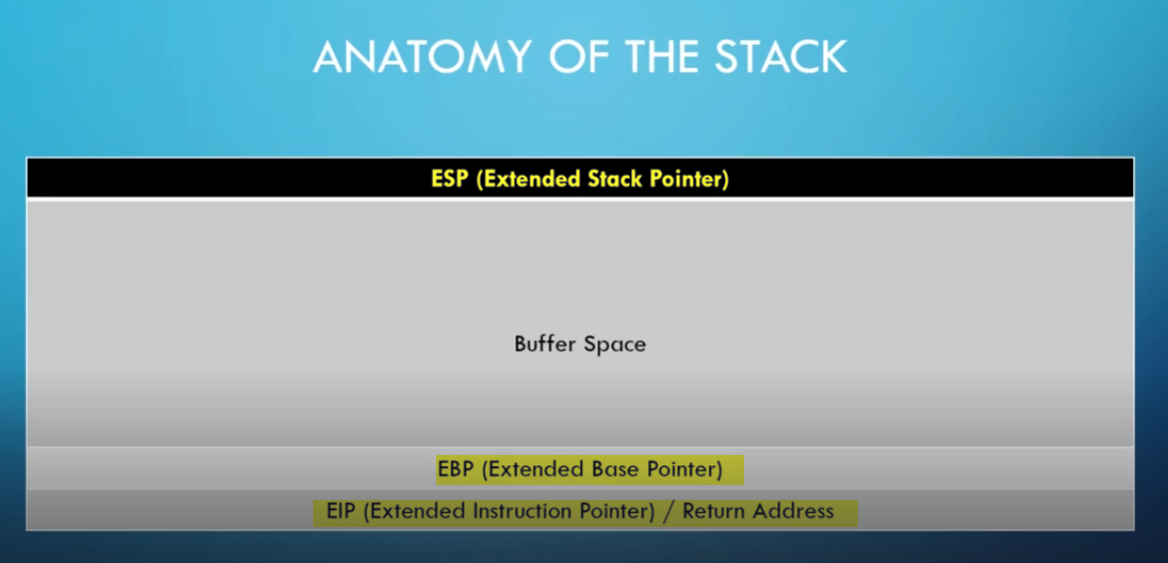 ANATOMY OF THE STACK
ESP (Extended Stack Pointer)
Buffer Space
EBP (Extended Base Pointer)
EIP (Extended Instruction Pointer) / Return Address